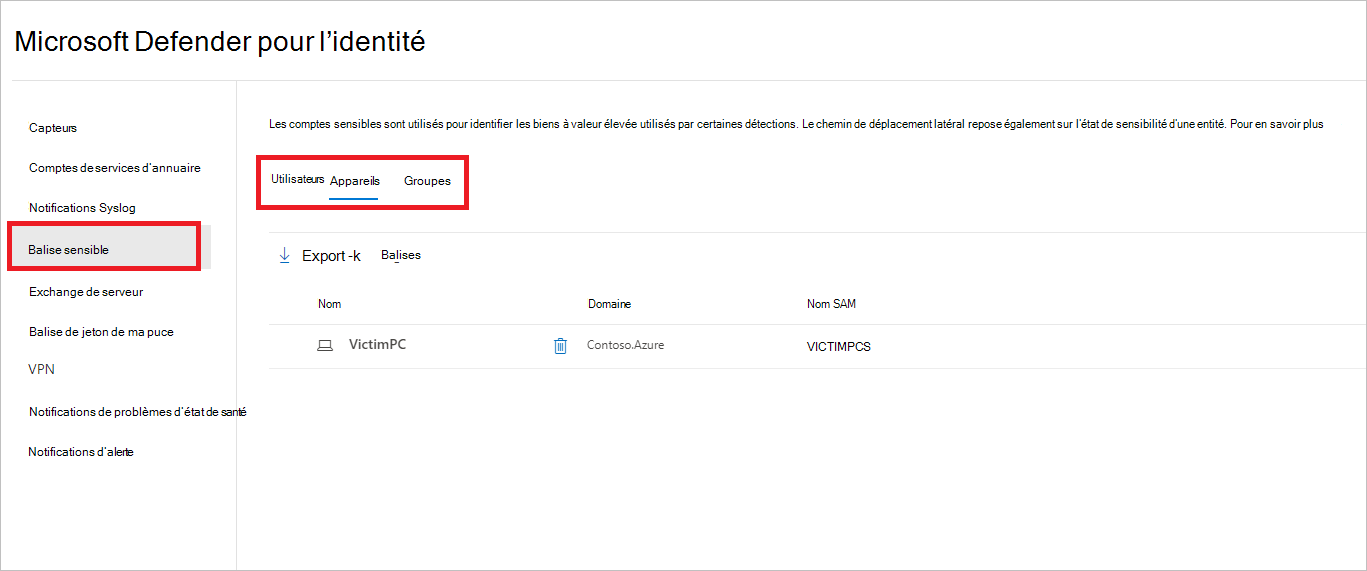 Microsoft Defender pour l'identité
Capteurs
Comptes de services d'annuaire
Notifications Syslog
Balise sensible
Exchange de serveur
Balise de jeton de ma puce
VPN
Notifications de problèmes d'état de santé
Notifications d'alerte
Les comptes sensibles sont utilisés pour identifier les biens à valeur élevée utilisés par certaines détections. Le chemin de déplacement latéral repose également sur l'état de sensibilité d'une entité. Pour en savoir plus
Utilisateurs Appareils Groupes
Export -k Balises
Nom Domaine Nom SAM
VictimPC Contoso.Azure VICTIMPCS